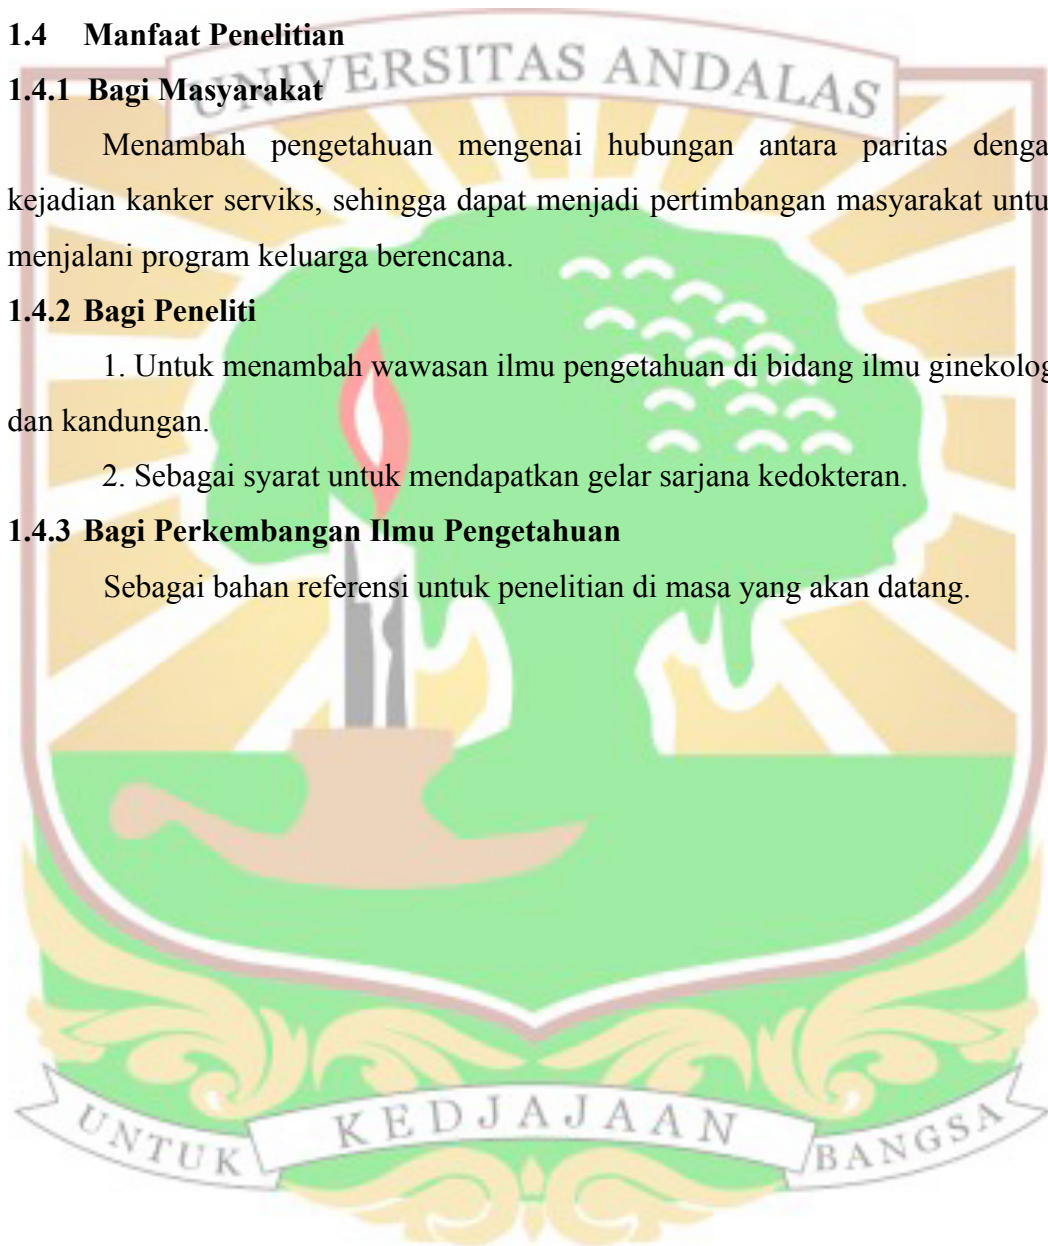 1.4 Manfaat Penelitian
UNIVERSITAS ANDALAS
1.4.1 Bagi Masyarakat
Menambah pengetahuan mengenai hubungan antara paritas denga
kejadian kanker serviks, sehingga dapat menjadi pertimbangan masyarakat untu
menjalani program keluarga berencana.
1.4.2 Bagi Peneliti
1. Untuk menambah wawasan ilmu pengetahuan di bidang ilmu ginekolog
dan kandungan.
2. Sebagai syarat untuk mendapatkan gelar sarjana kedokteran.
1.4.3 Bagi Perkembangan Ilmu Pengetahuan
Sebagai bahan referensi untuk penelitian di masa yang akan datang.
UNTUK KEDJAJAAN BANGSA